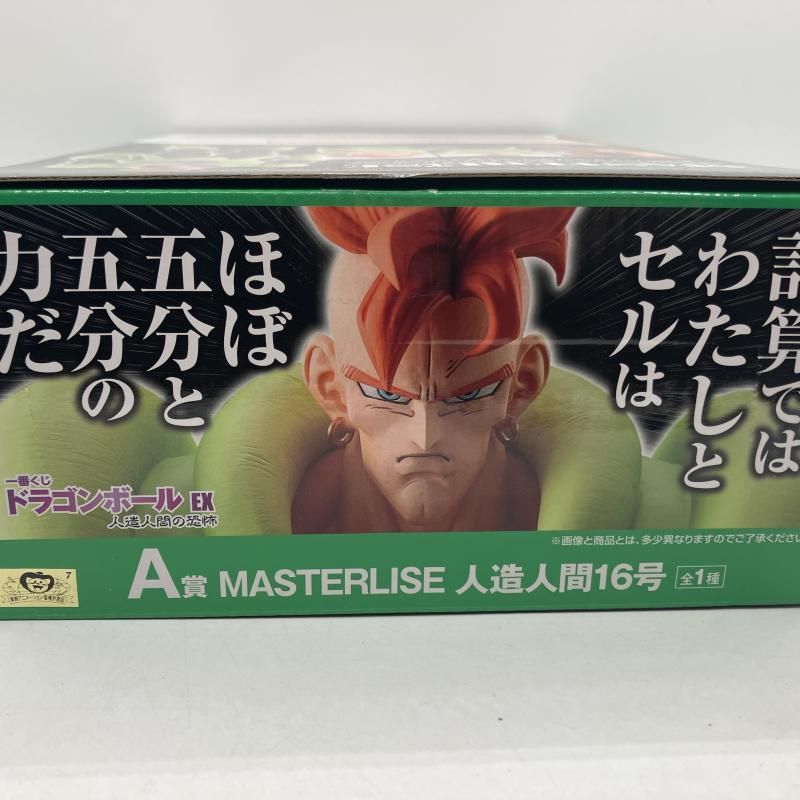 計算では
わたしと
セルは
ほぼ
五分と
五分の
力だ
一番くじ
ドラゴンボール EX
人造人間の恐怖
※画像と商品とは、多少異なりますのでご了承ください
A賞 MASTERLISE 人造人間16号 全1種
7